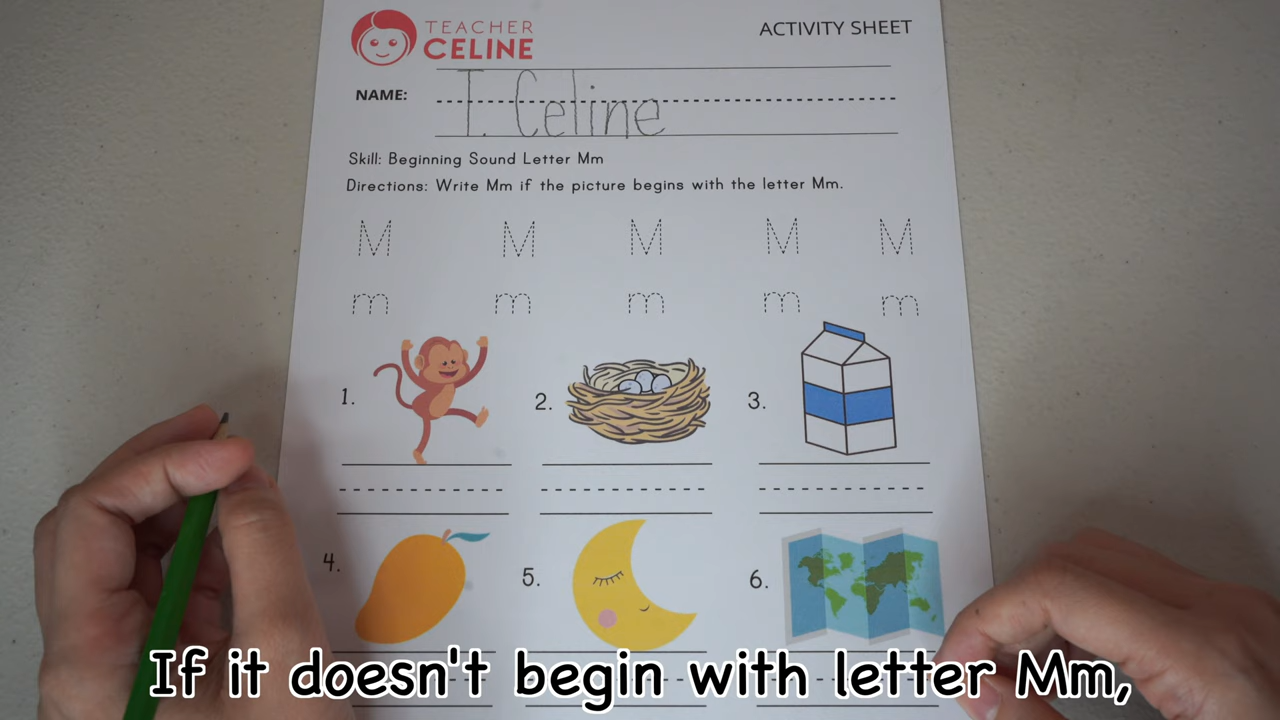 TEACHER
CELINE
ACTIVITY SHEET
NAME: T. Celine
Skill: Beginning Sound Letter Mm
Directions: Write Mm if the picture begins with the letter Mm.
M M M M M
m m m m m
1. 2. 3.
4. 5. 6.
If it doesn't begin with letter Mm,